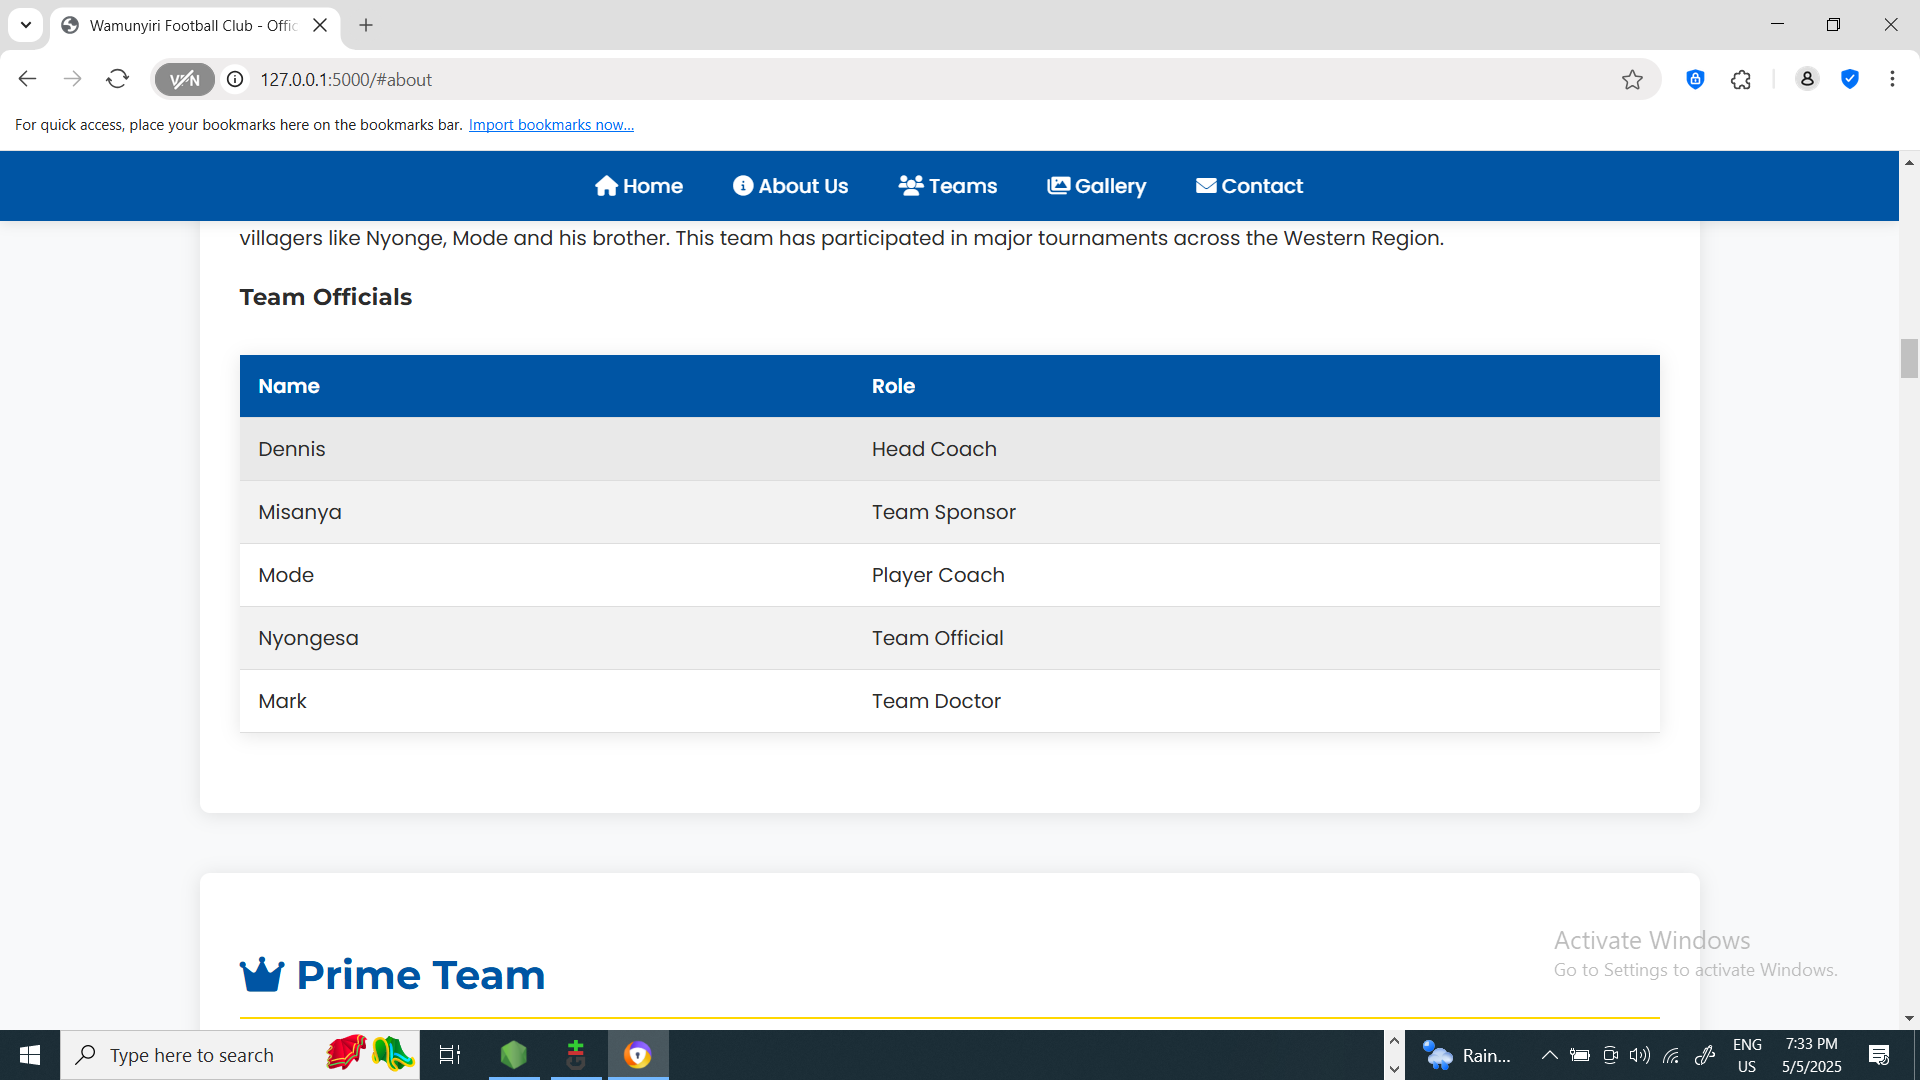 Wamunyiri Football Club - Offic
VPN
127.0.0.1:5000/#about
For quick access, place your bookmarks here on the bookmarks bar. Import bookmarks now...
Home About Us Teams Gallery Contact
villagers like Nyonge, Mode and his brother. This team has participated in major tournaments across the Western Region.
Team Officials
Name Role
Dennis Head Coach
Misanya Team Sponsor
Mode Player Coach
Nyongesa Team Official
Mark Team Doctor
Prime Team
Activate Windows
Go to Settings to activate Windows.
Type here to search
Rain...
ENG
US
7:33 PM
5/5/2025